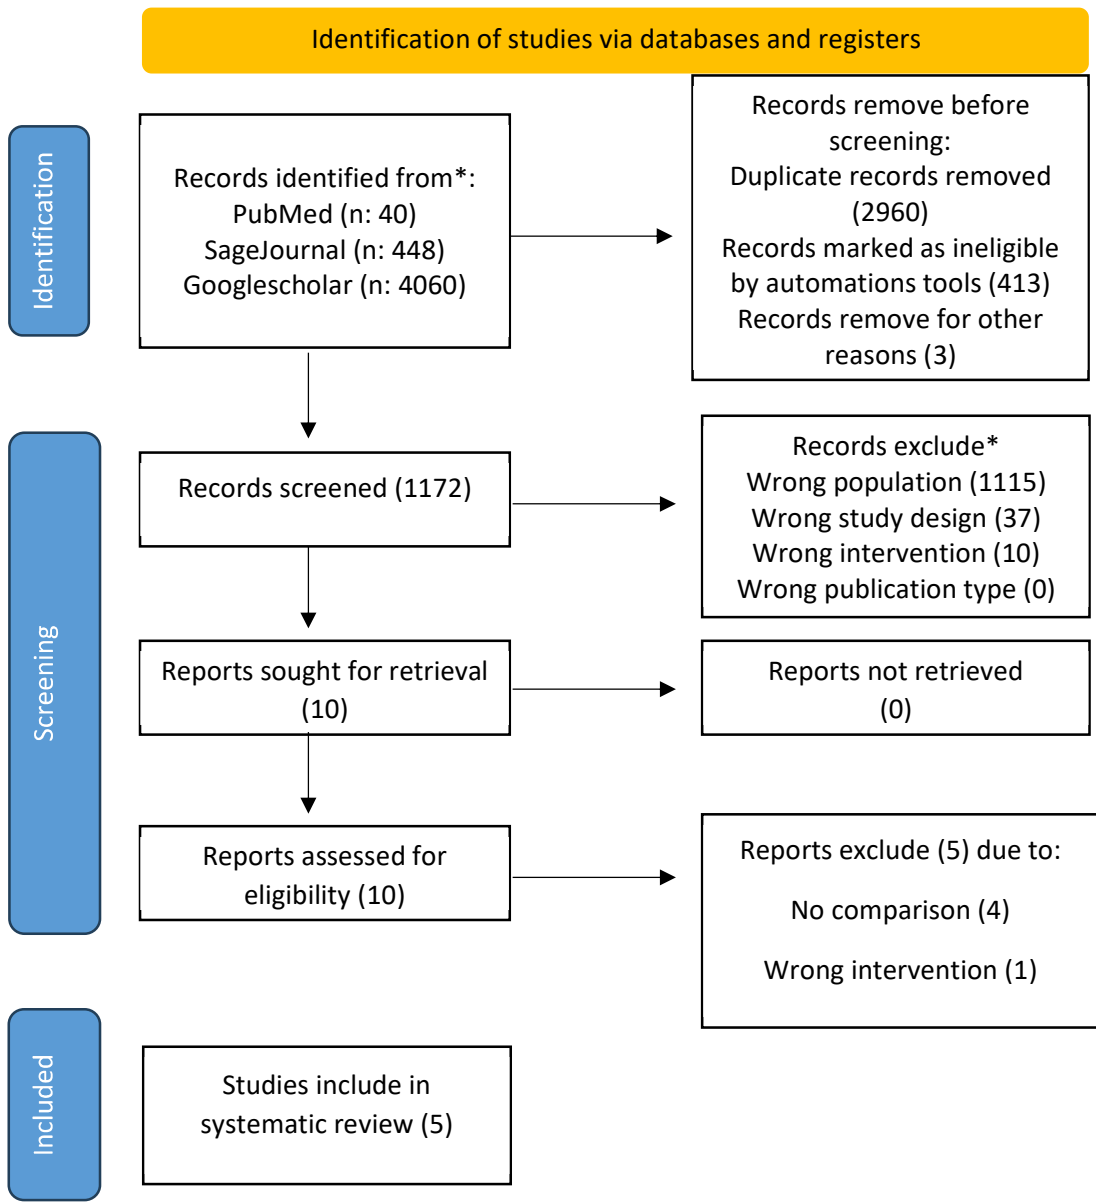 Identification of studies via databases and registers
Identification
Records identified from*:
PubMed (n: 40)
SageJournal (n: 448)
Googlescholar (n: 4060)
Records remove before
screening:
Duplicate records removed
(2960)
Records marked as ineligible
by automations tools (413)
Records remove for other
reasons (3)
Screening
Records screened (1172)
Records exclude*
Wrong population (1115)
Wrong study design (37)
Wrong intervention (10)
Wrong publication type (0)
Reports sought for retrieval
(10)
Reports not retrieved
(0)
Reports assessed for
eligibility (10)
Reports exclude (5) due to:
No comparison (4)
Wrong intervention (1)
Included
Studies include in
systematic review (5)